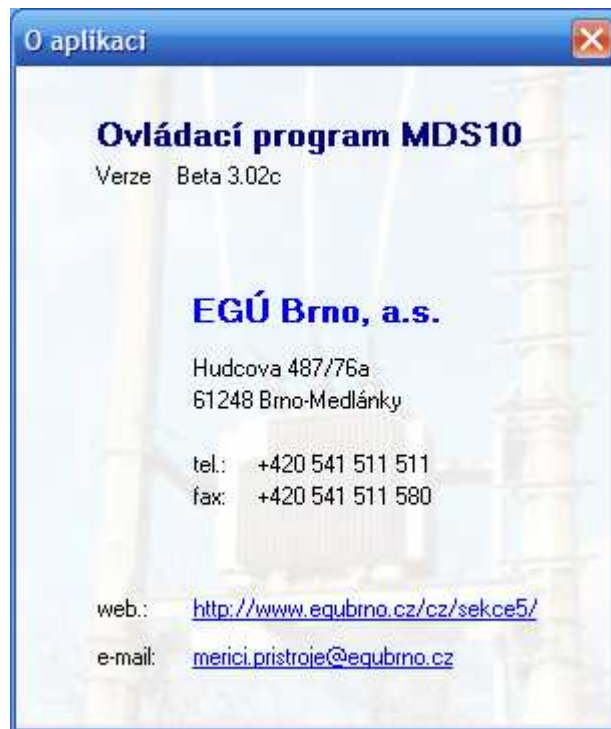 O aplikaci
Ovládací program MDS10
Verze Beta 3.02c
EGÚ Brno, a.s.
Hudcova 487/76a
61248 Brno-Medlánky
tel.: +420 541 511 511
fax: +420 541 511 580
web.: http://www.egubrno.cz/cz/sekce5/
e-mail: merici.pristroje@egubrno.cz